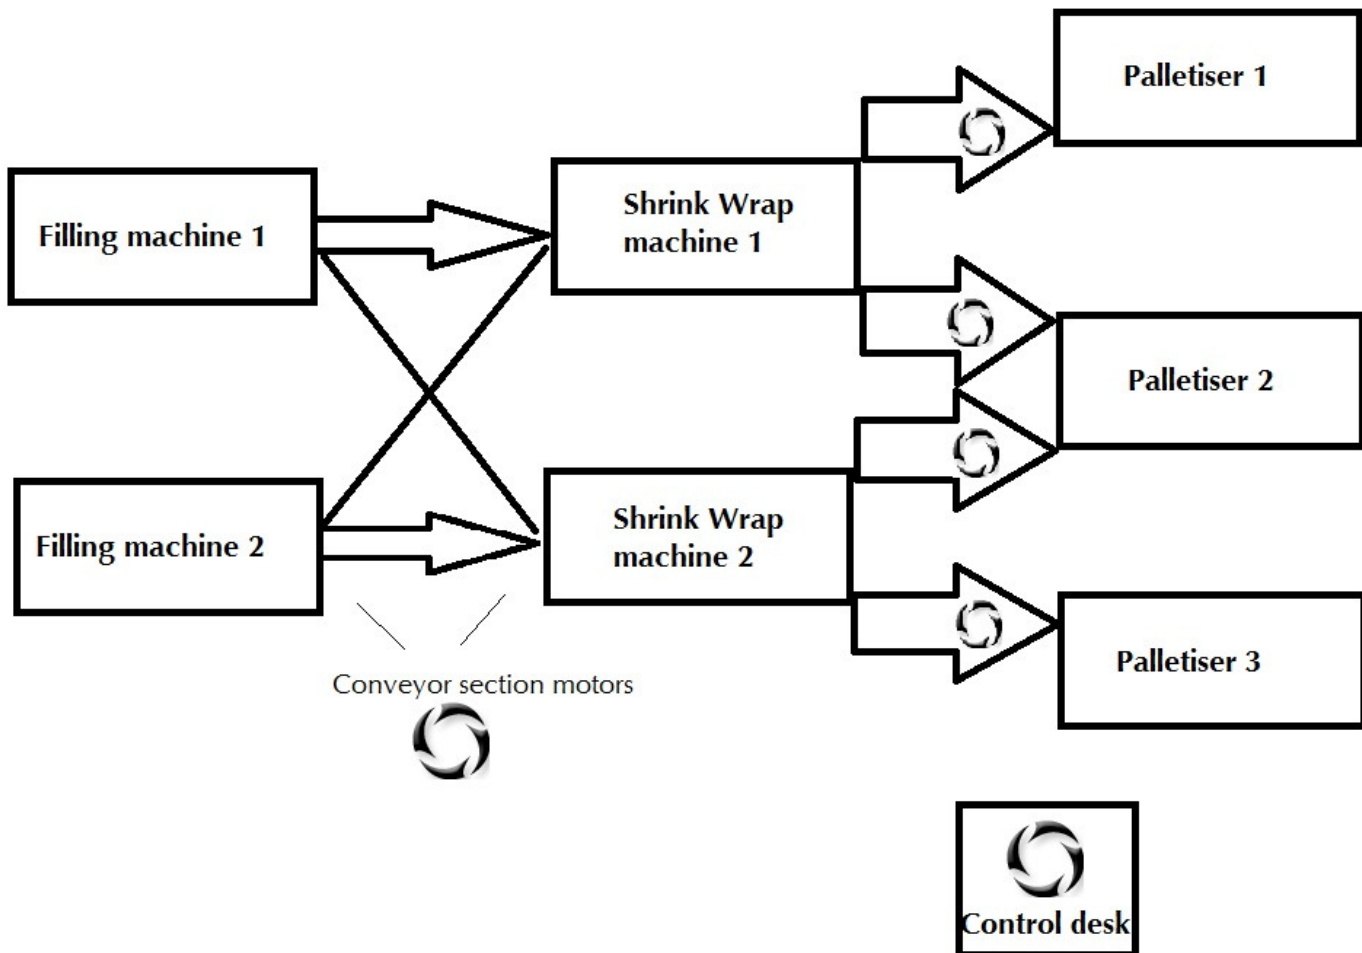 Palletiser 1
Filling machine 1
Shrink Wrap
machine 1
Palletiser 2
Filling machine 2
Shrink Wrap
machine 2
Palletiser 3
Conveyor section motors
Control desk